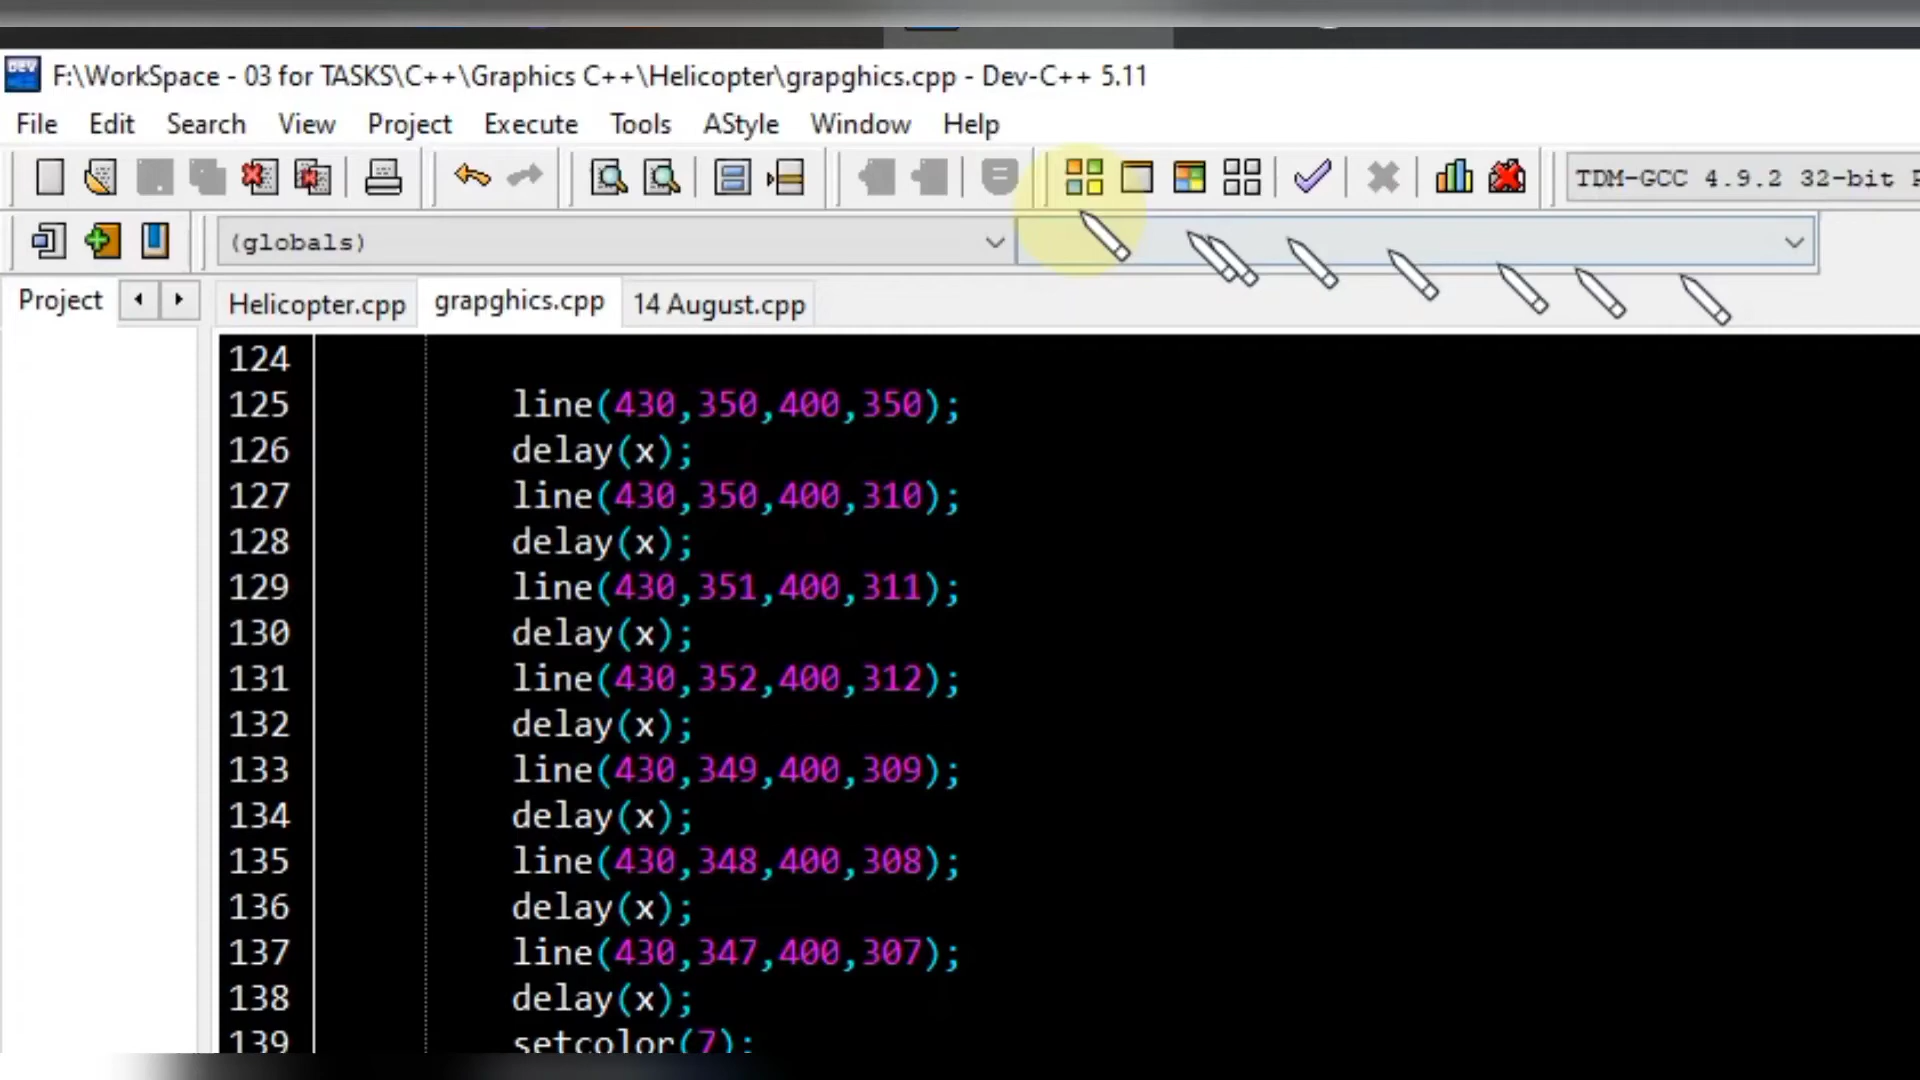 F:\WorkSpace - 03 for TASKS\C++\Graphics C++\Helicopter\grapghics.cpp - Dev-C++ 5.11
File Edit Search View Project Execute Tools AStyle Window Help
TDM-GCC 4.9.2 32-bit
(globals)
Project Helicopter.cpp grapghics.cpp 14 August.cpp
124
125 line(430,350,400,350);
126 delay(x);
127 line(430,350,400,310);
128 delay(x);
129 line(430,351,400,311);
130 delay(x);
131 line(430,352,400,312);
132 delay(x);
133 line(430,349,400,309);
134 delay(x);
135 line(430,348,400,308);
136 delay(x);
137 line(430,347,400,307);
138 delay(x);
139 setcolor(7);